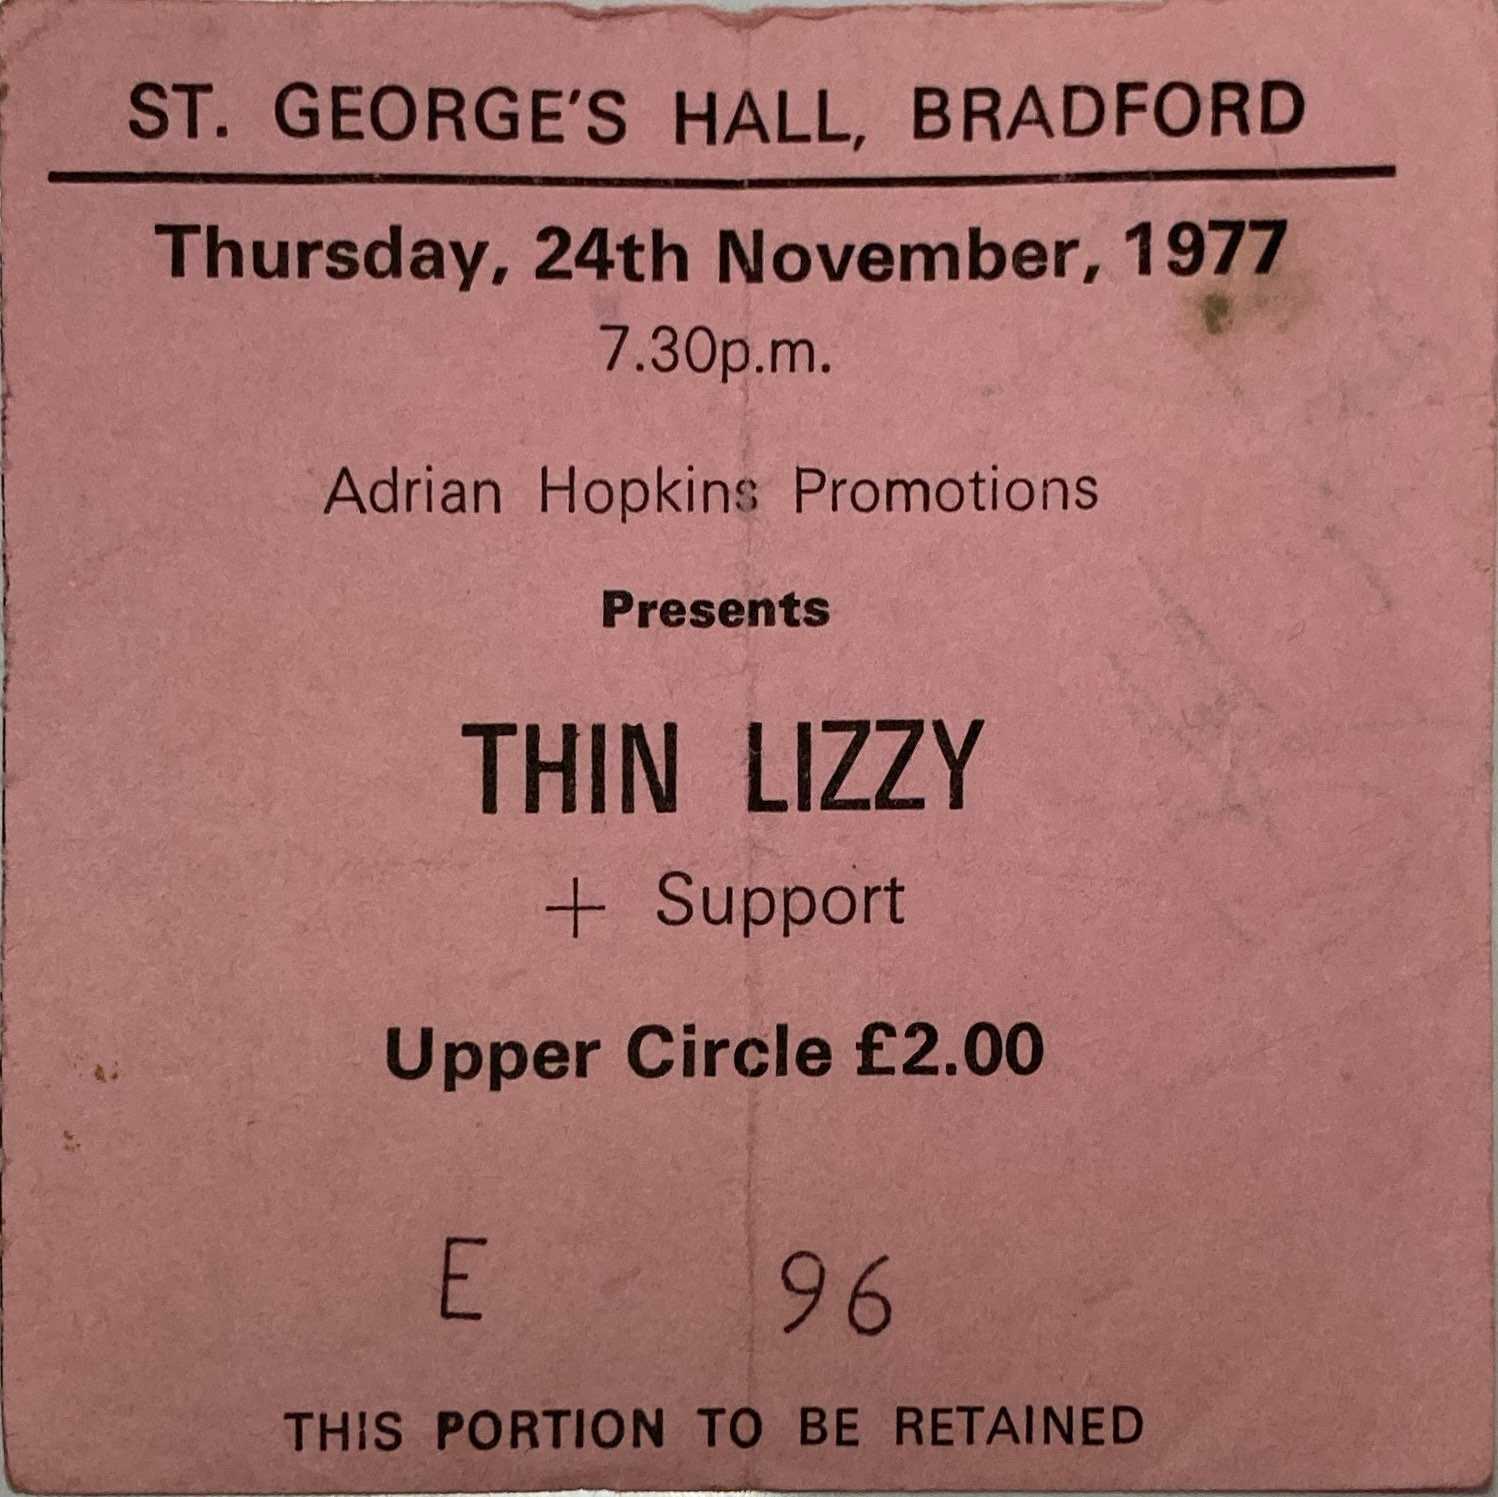 ST. GEORGE'S HALL, BRADFORD
Thursday, 24th November, 1977
7.30p.m.
Adrian Hopkins Promotions
Presents
THIN LIZZY
+ Support
Upper Circle £2.00
E 96
THIS PORTION TO BE RETAINED